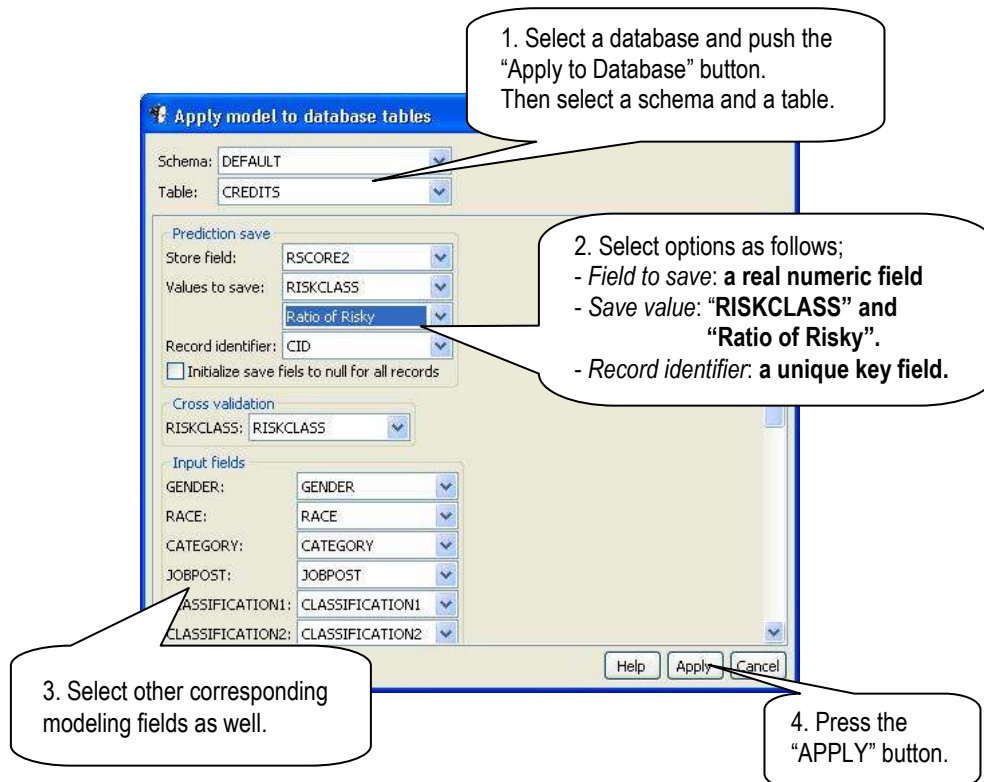 1. Select a database and push the
“Apply to Database” button.
Then select a schema and a table.
Apply model to database tables
Schema: DEFAULT
Table: CREDITS
Prediction save
Store field: RSCORE2
Values to save: RISKCLASS
Ratio of Risky
Record identifier: CID
Initialize save fiels to null for all records
2. Select options as follows;
- Field to save: a real numeric field
- Save value: “RISKCLASS” and
“Ratio of Risky”.
- Record identifier: a unique key field.
Cross validation
RISKCLASS: RISKCLASS
Input fields
GENDER: GENDER
RACE: RACE
CATEGORY: CATEGORY
JOBPOST: JOBPOST
LASSIFICATION1: CLASSIFICATION1
CLASSIFICATION2: CLASSIFICATION2
Help Apply Cancel
3. Select other corresponding
modeling fields as well.
4. Press the
“APPLY” button.